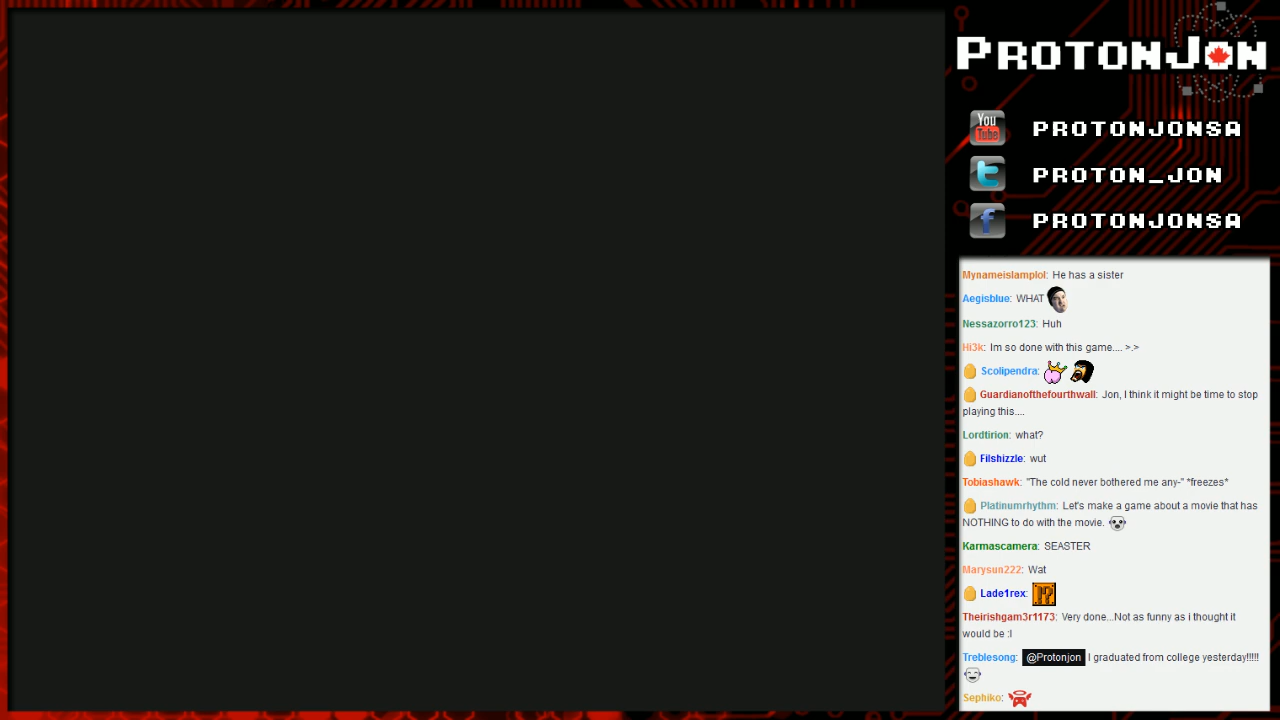 PROTONJON
You Tube
PROTONJONSA
PROTON_JON
PROTONJONSA
Mynameislamplol: He has a sister
Aegisblue: WHAT
Nessazorro123: Huh
Hi3k: Im so done with this game.... >.>
Scolipendra:
Guardianofthefourthwall: Jon, I think it might be time to stop
playing this....
Lordtirion: what?
Filshizzle: wut
Tobiashawk: "The cold never bothered me any-" *freezes*
Platinumrhythm: Let's make a game about a movie that has
NOTHING to do with the movie.
Karmascamera: SEASTER
Marysun222: Wat
Lade1rex: !?
Theirishgam3r1173: Very done...Not as funny as i thought it
would be :l
Treblesong: @Protonjon I graduated from college yesterday!!!!!
Sephiko: